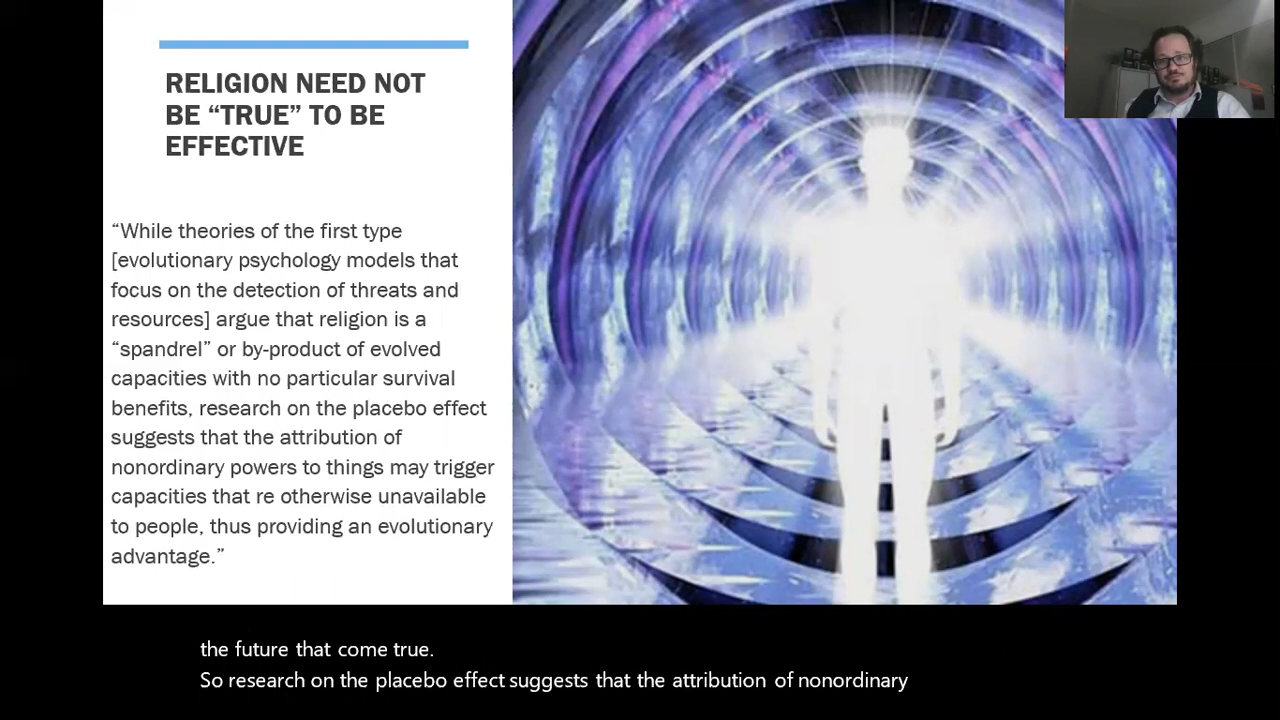 RELIGION NEED NOT
BE “TRUE” TO BE
EFFECTIVE
“While theories of the first type
[evolutionary psychology models that
focus on the detection of threats and
resources] argue that religion is a
“spandrel” or by-product of evolved
capacities with no particular survival
benefits, research on the placebo effect
suggests that the attribution of
nonordinary powers to things may trigger
capacities that re otherwise unavailable
to people, thus providing an evolutionary
advantage.”
the future that come true.
So research on the placebo effect suggests that the attribution of nonordinary